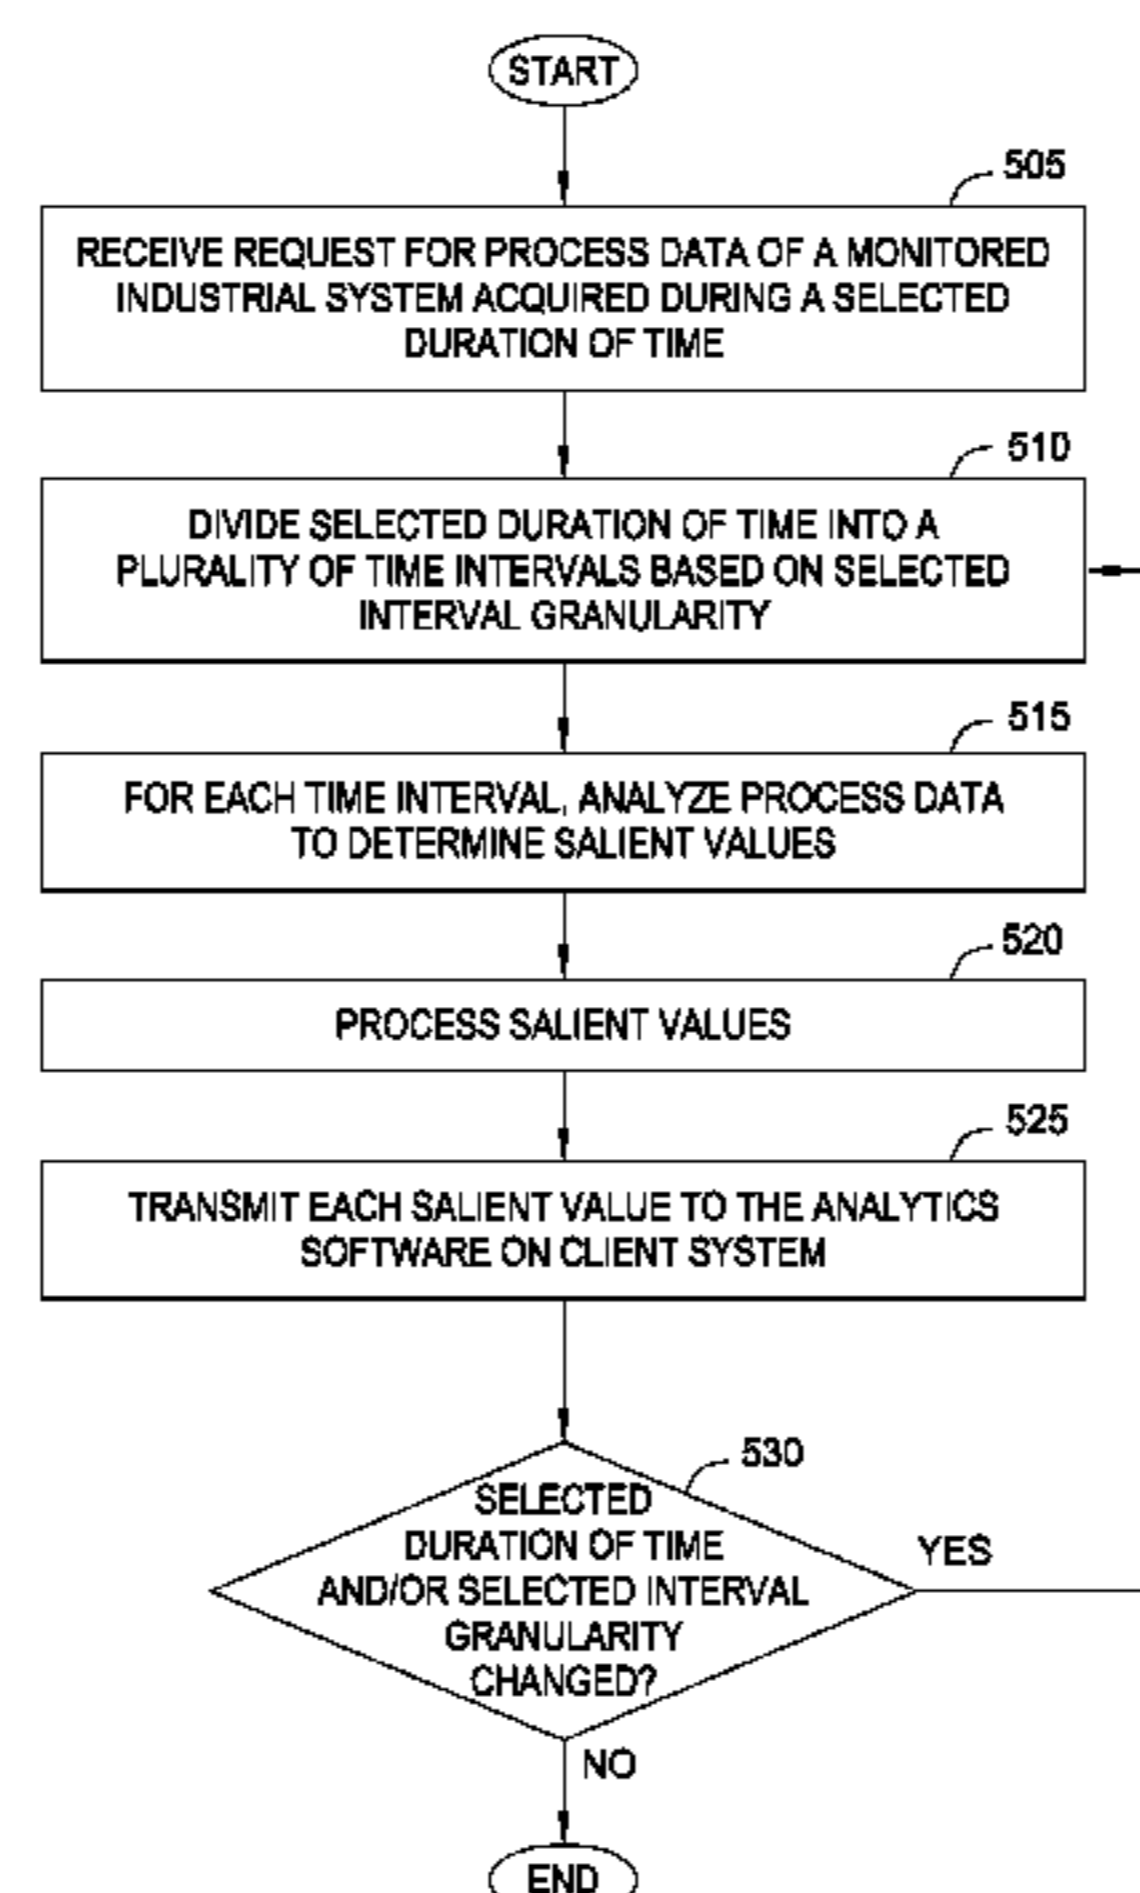 START
505
RECEIVE REQUEST FOR PROCESS DATA OF A MONITORED
INDUSTRIAL SYSTEM ACQUIRED DURING A SELECTED
DURATION OF TIME
510
DIVIDE SELECTED DURATION OF TIME INTO A
PLURALITY OF TIME INTERVALS BASED ON SELECTED
INTERVAL GRANULARITY
515
FOR EACH TIME INTERVAL, ANALYZE PROCESS DATA
TO DETERMINE SALIENT VALUES
520
PROCESS SALIENT VALUES
525
TRANSMIT EACH SALIENT VALUE TO THE ANALYTICS
SOFTWARE ON CLIENT SYSTEM
530
SELECTED
DURATION OF TIME
AND/OR SELECTED INTERVAL
GRANULARITY
CHANGED?
YES
NO
END